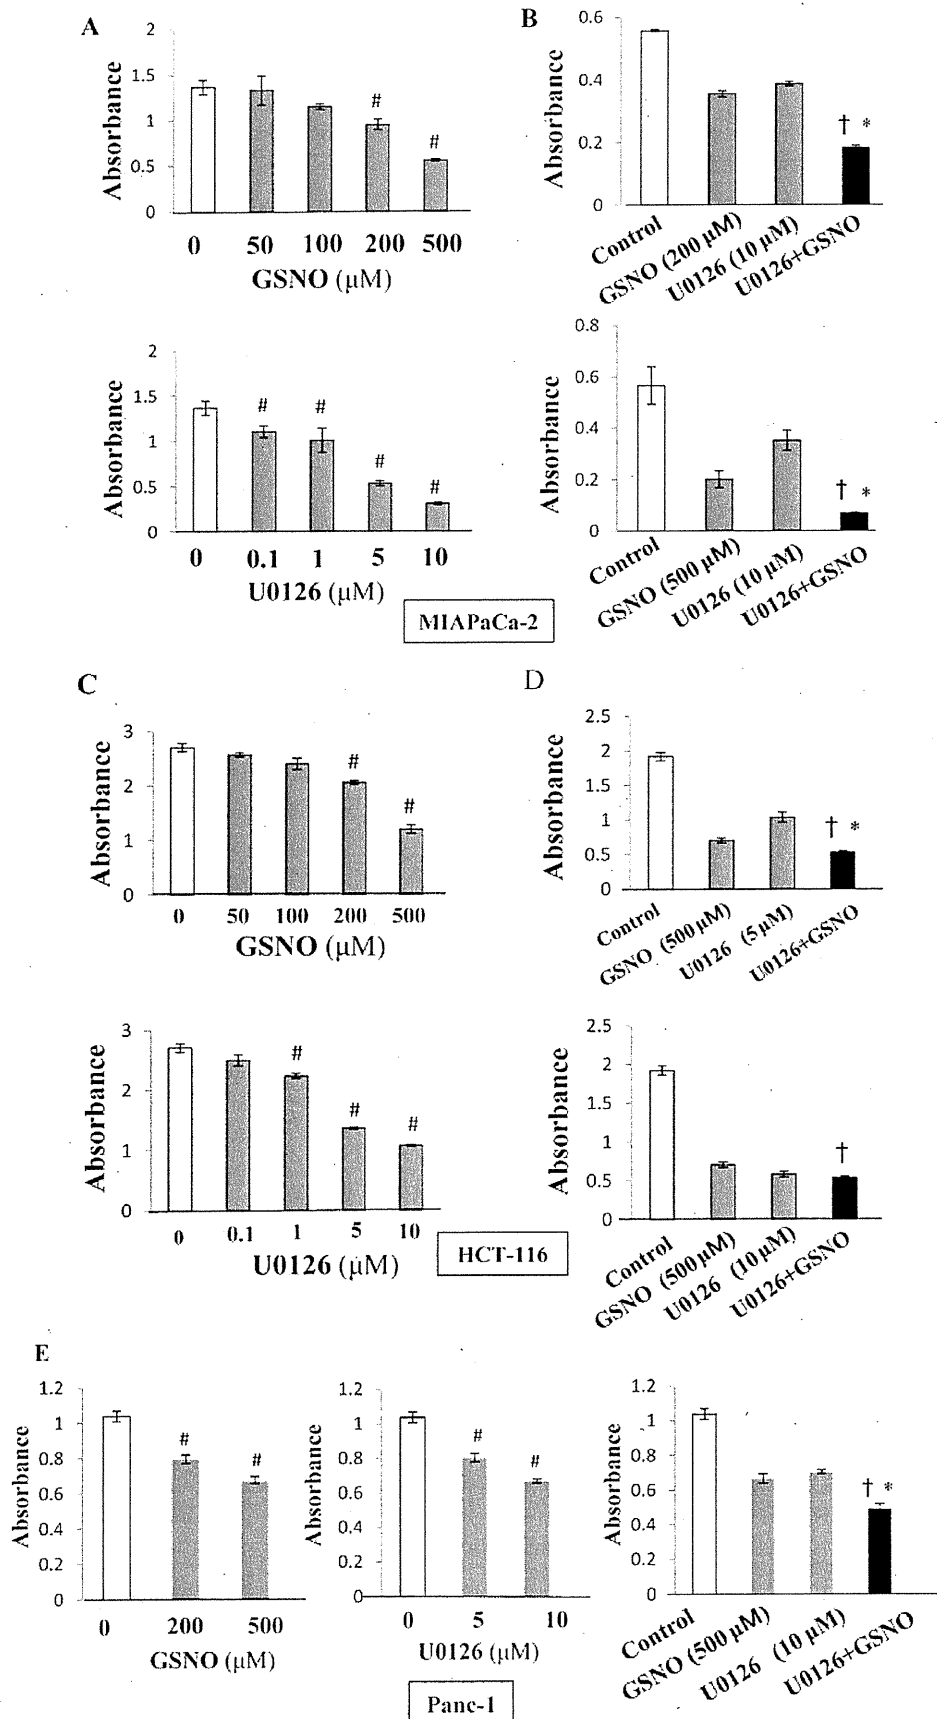 A
Absorbance
2
1.5
1
0.5
0
#
#
0 50 100 200 500
GSNO (μM)
B
Absorbance
0.6
0.4
0.2
0
† *
Control
GSNO (200 μM)
U0126 (10 μM)
U0126+GSNO
Absorbance
2
1.5
1
0.5
0
#
#
#
#
0 0.1 1 5 10
U0126 (μM)
Absorbance
0.8
0.6
0.4
0.2
0
† *
Control
GSNO (500 μM)
U0126 (10 μM)
U0126+GSNO
MIAPaCa-2
C
Absorbance
3
2
1
0
#
#
0 50 100 200 500
GSNO (μM)
D
Absorbance
2.5
2
1.5
1
0.5
0
† *
Control
GSNO (500 μM)
U0126 (5 μM)
U0126+GSNO
Absorbance
3
2
1
0
#
#
#
0 0.1 1 5 10
U0126 (μM)
Absorbance
2.5
2
1.5
1
0.5
0
†
Control
GSNO (500 μM)
U0126 (10 μM)
U0126+GSNO
HCT-116
E
Absorbance
1.2
1
0.8
0.6
0.4
0.2
0
#
#
0 200 500
GSNO (μM)
Absorbance
1.2
1
0.8
0.6
0.4
0.2
0
#
#
0 5 10
U0126 (μM)
Absorbance
1.2
1
0.8
0.6
0.4
0.2
0
† *
Control
GSNO (500 μM)
U0126 (10 μM)
U0126+GSNO
Panc-1